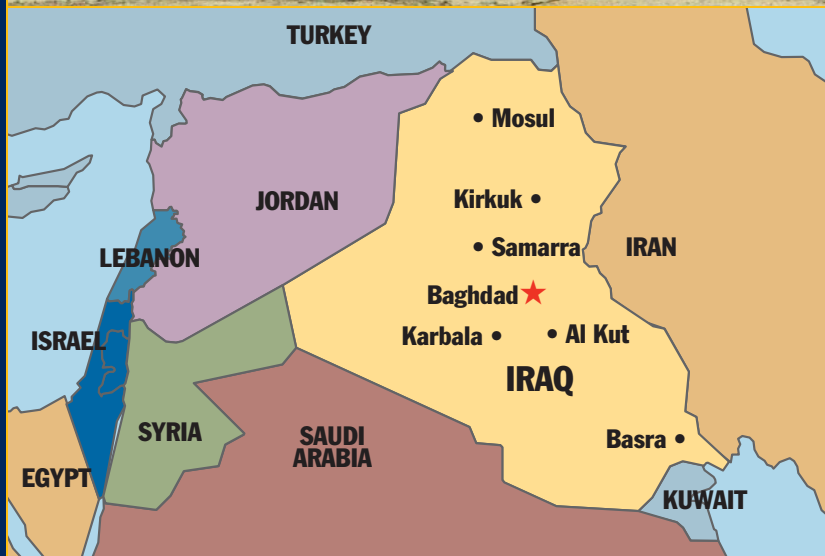 TURKEY
Mosul
JORDAN
Kirkuk
LEBANON
Samarra
IRAN
Baghdad
ISRAEL
Karbala
Al Kut
IRAQ
SYRIA
SAUDI
ARABIA
Basra
EGYPT
KUWAIT